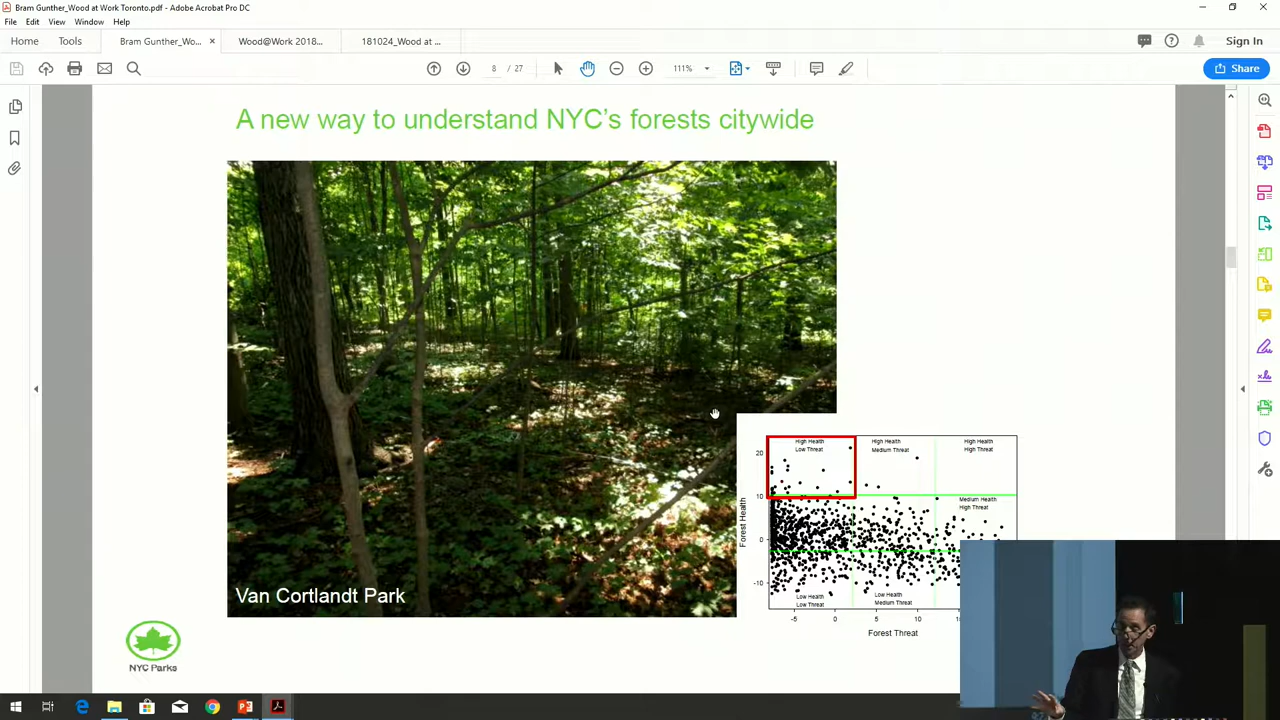 Bram Gunther_Wood at Work Toronto.pdf - Adobe Acrobat Pro DC
File Edit View Window Help
Home Tools Bram Gunther_Wo... × Wood@Work 2018... 181024_Wood at ... Sign In
8 / 27 111% Share
A new way to understand NYC's forests citywide
High Health
Low Threat
High Health
Medium Threat
High Health
High Threat
Medium Health
High Threat
20
10
0
-10
Forest Health
Low Health
Low Threat
Low Health
Medium Threat
-5 0 5 10
Forest Threat
Van Cortlandt Park
NYC Parks